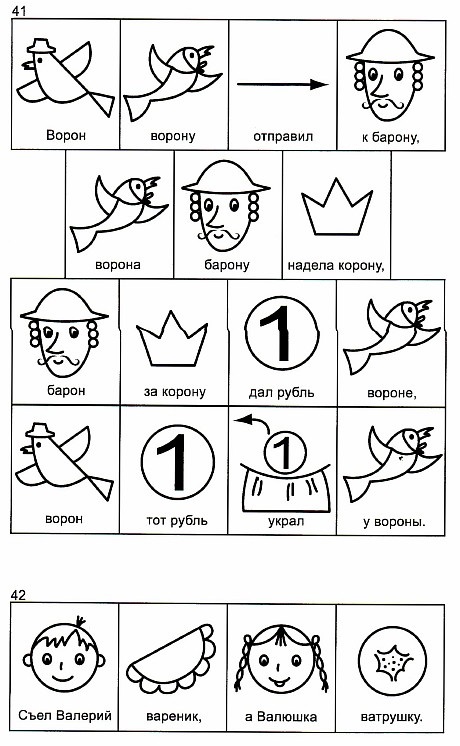 41
Ворон ворону отправил к барону,
ворона барону надела корону,
1
барон за корону дал рубль вороне,
1 1
ворон тот рубль украл у вороны.
42
Съел Валерий вареник, а Валюшка ватрушку.